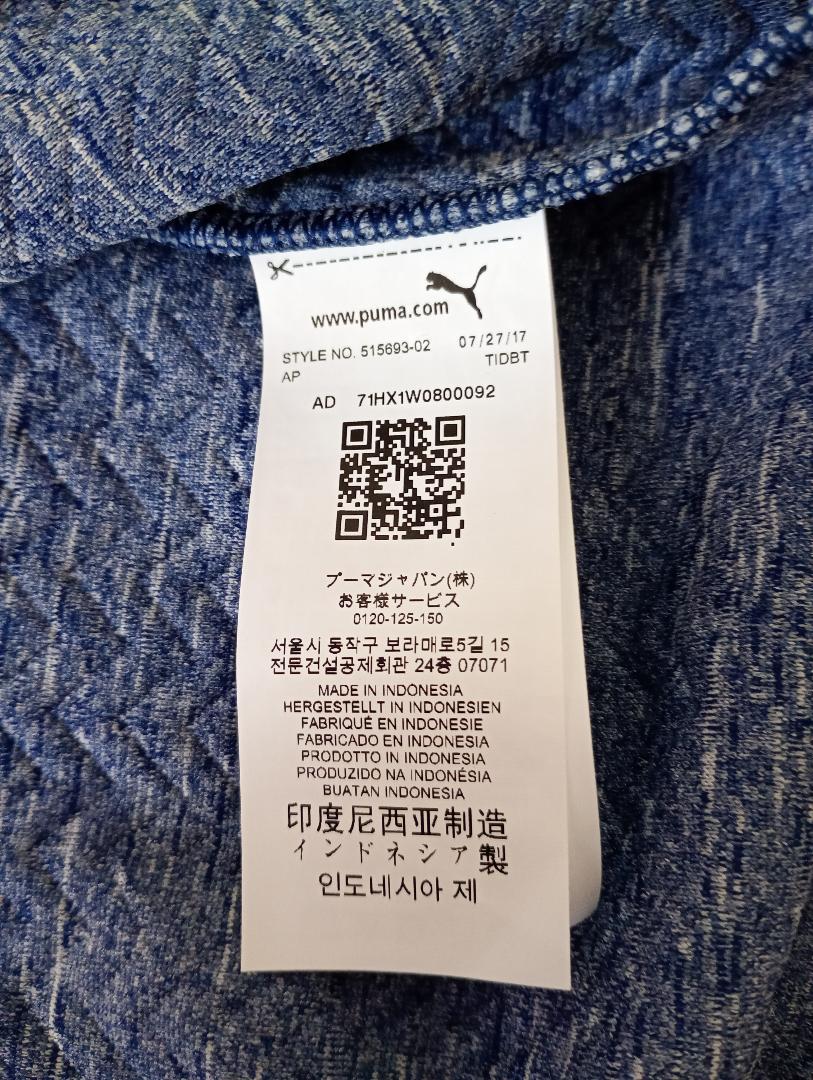 www.puma.com
STYLE NO. 515693-02 07/27/17
AP TIDBT
AD 71HX1W0800092
プーマジャパン(株)
お客様サービス
0120-125-150
서울시 동작구 보라매로5길 15
전문건설공제회관 24층 07071
MADE IN INDONESIA
HERGESTELLT IN INDONESIEN
FABRIQUÉ EN INDONESIE
FABRICADO EN INDONESIA
PRODOTTO IN INDONESIA
PRODUZIDO NA INDONÉSIA
BUATAN INDONESIA
印度尼西亚制造
インドネシア製
인도네시아 제